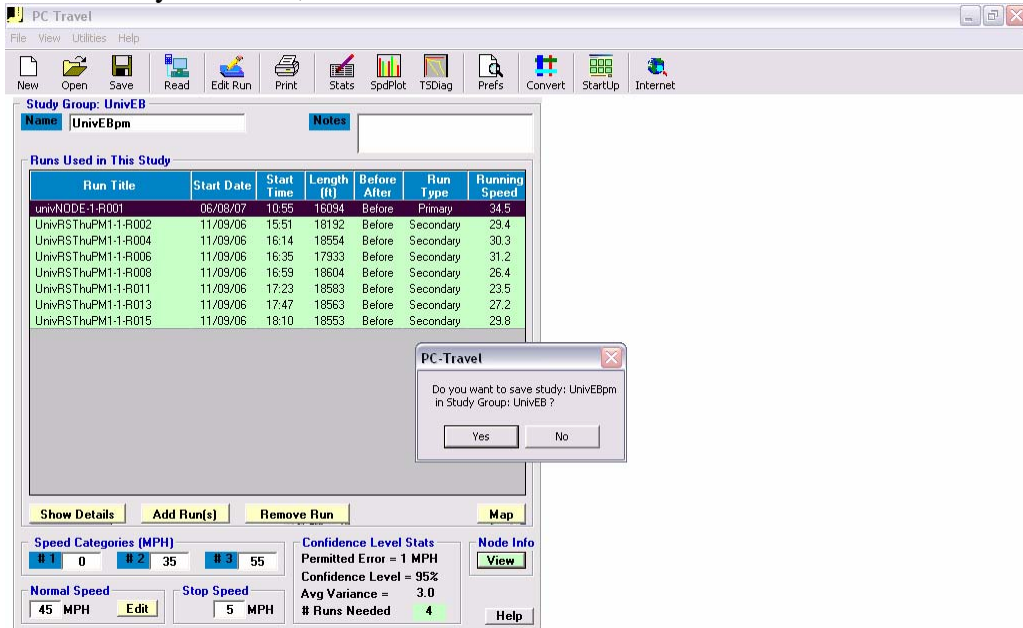 PC Travel
File View Utilities Help
New Open Save Read Edit Run Print Stats SpdPlot TSDiag Prefs Convert StartUp Internet
Study Group: UnivEB
Name UnivEBpm Notes
Runs Used in This Study
Run Title Start Date Start Time Length (ft) Before After Run Type Running Speed
univNODE-1-R001 06/08/07 10:55 16094 Before Primary 34.5
UnivRSThuPM1-1-R002 11/09/06 15:51 18192 Before Secondary 29.4
UnivRSThuPM1-1-R004 11/09/06 16:14 18554 Before Secondary 30.3
UnivRSThuPM1-1-R006 11/09/06 16:35 17933 Before Secondary 31.2
UnivRSThuPM1-1-R008 11/09/06 16:59 18604 Before Secondary 26.4
UnivRSThuPM1-1-R011 11/09/06 17:23 18583 Before Secondary 23.5
UnivRSThuPM1-1-R013 11/09/06 17:47 18563 Before Secondary 27.2
UnivRSThuPM1-1-R015 11/09/06 18:10 18553 Before Secondary 29.8
PC-Travel
Do you want to save study: UnivEBpm
in Study Group: UnivEB ?
Yes No
Show Details Add Run(s) Remove Run Map
Speed Categories (MPH)
# 1 0 # 2 35 # 3 55
Normal Speed
45 MPH Edit
Stop Speed
5 MPH
Confidence Level Stats
Permitted Error = 1 MPH
Confidence Level = 95%
Avg Variance = 3.0
# Runs Needed 4
Node Info
View
Help